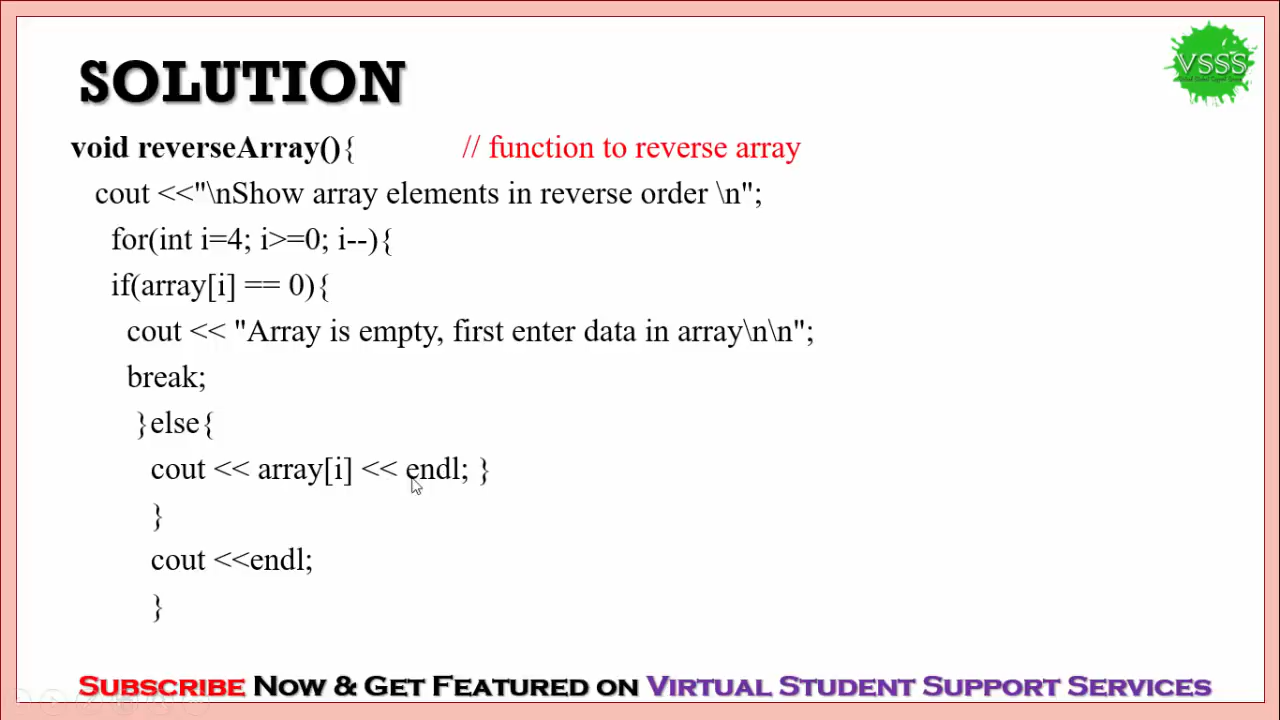 SOLUTION
VSSS
void reverseArray(){ // function to reverse array
cout <<"\nShow array elements in reverse order \n";
for(int i=4; i>=0; i--){
if(array[i] == 0){
cout << "Array is empty, first enter data in array\n\n";
break;
}else{
cout << array[i] << endl; }
}
cout <<endl;
}
SUBSCRIBE NOW & GET FEATURED ON VIRTUAL STUDENT SUPPORT SERVICES